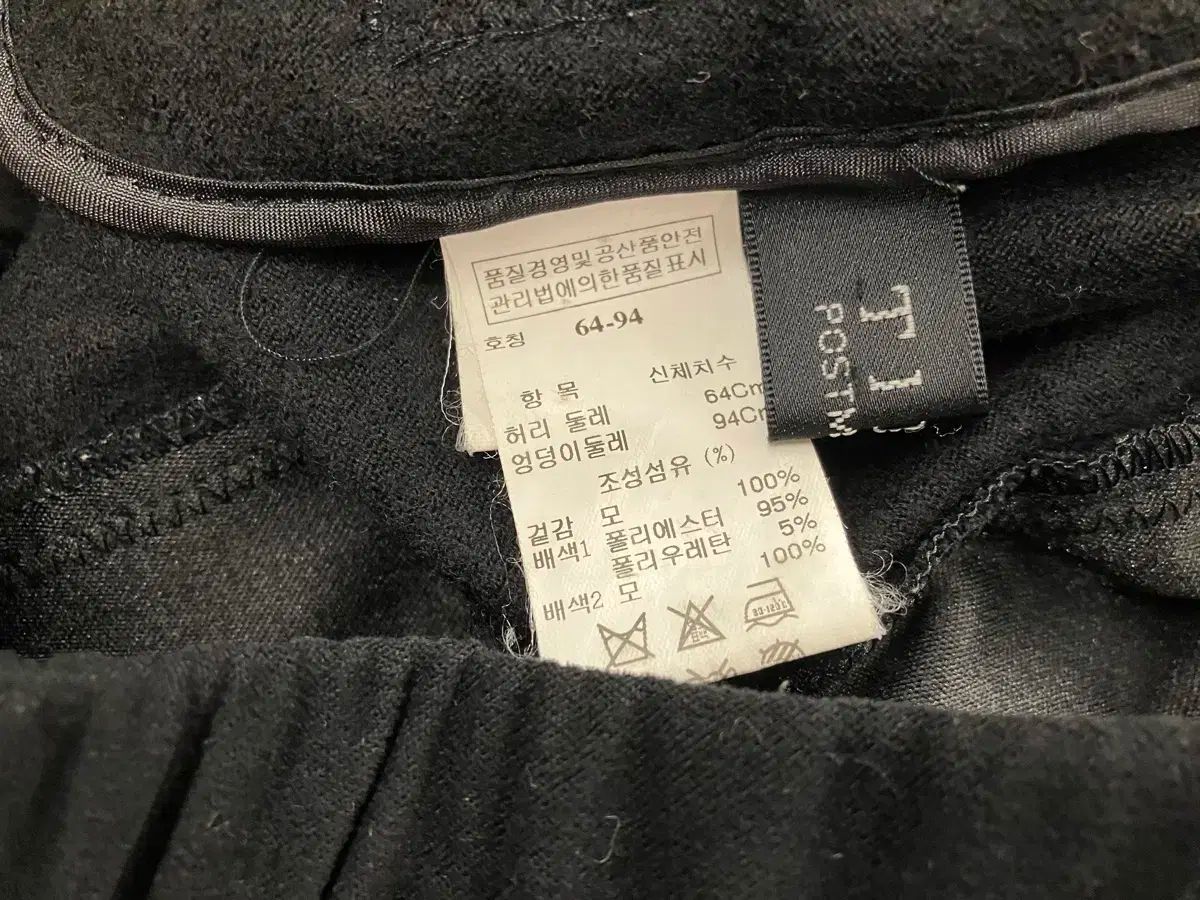 품질경영및공산품안전
관리법에의한품질표시
호칭 64-94
항 목 신체치수
허리 둘레 64Cm
엉덩이둘레 94Cm
조성섬유 (%)
겉감 모 100%
배색1 폴리에스터 95%
폴리우레탄 5%
배색2 모 100%